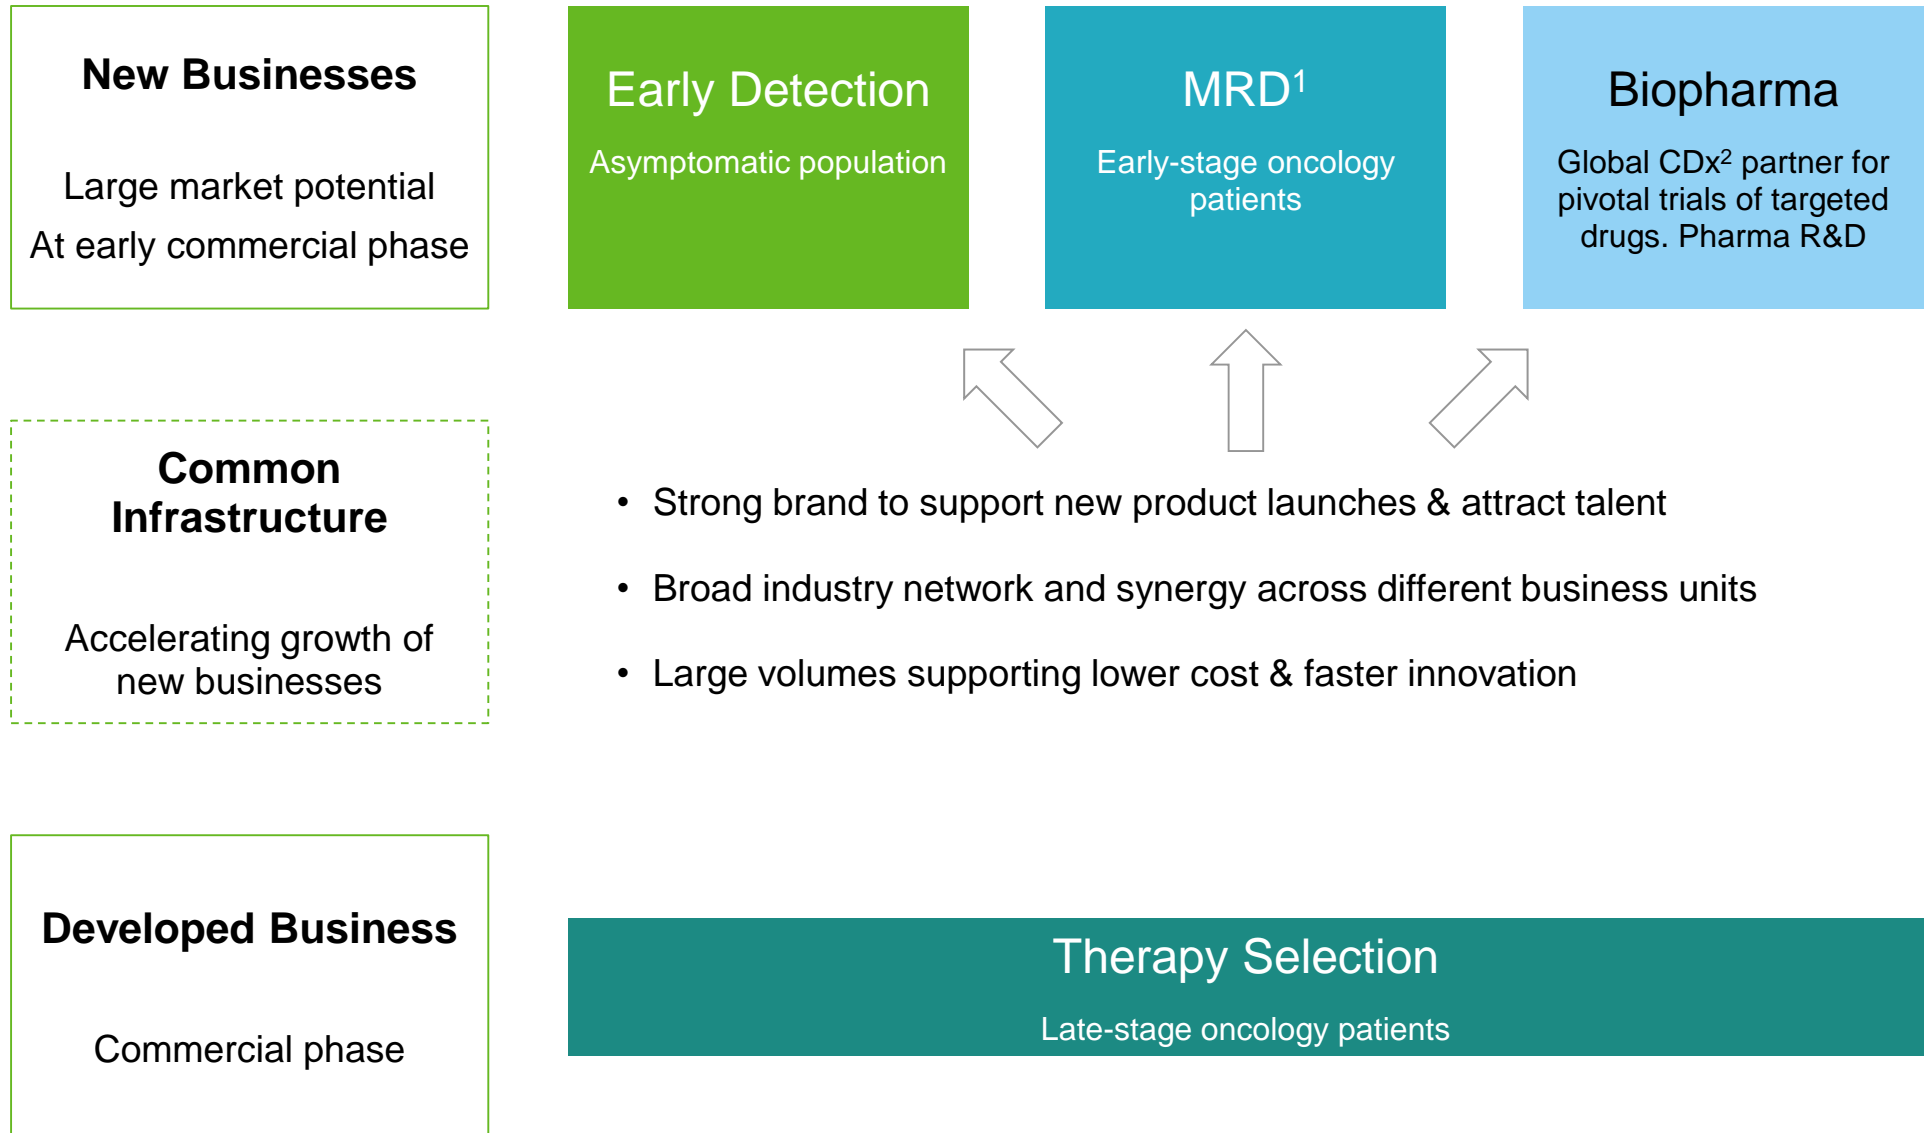 New Businesses
Large market potential
At early commercial phase
Early Detection
Asymptomatic population
MRD¹
Early-stage oncology
patients
Biopharma
Global CDx² partner for
pivotal trials of targeted
drugs. Pharma R&D
Common
Infrastructure
Accelerating growth of
new businesses
• Strong brand to support new product launches & attract talent
• Broad industry network and synergy across different business units
• Large volumes supporting lower cost & faster innovation
Developed Business
Commercial phase
Therapy Selection
Late-stage oncology patients